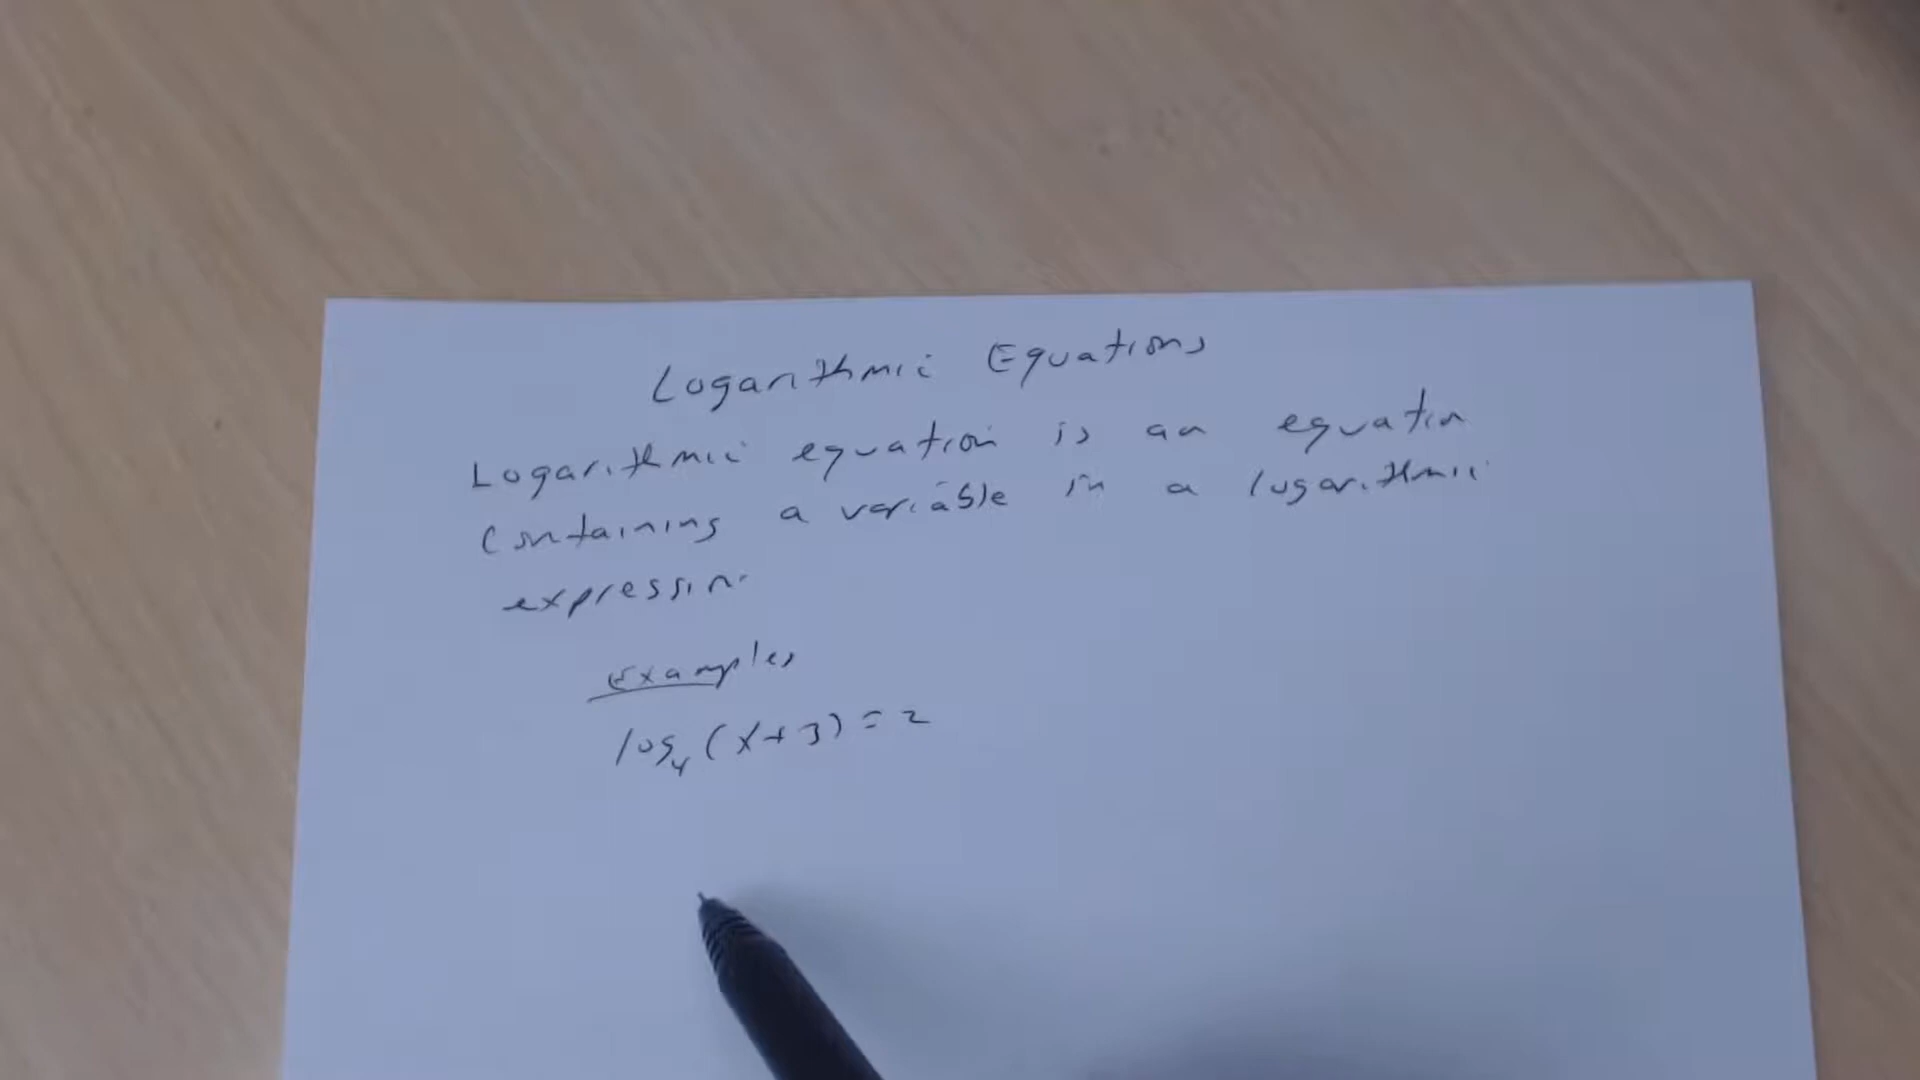 Logarithmic Equations
Logarithmic equation is an equation
containing a variable in a logarithmic
expression.
Examples
log₄(x+3)=2